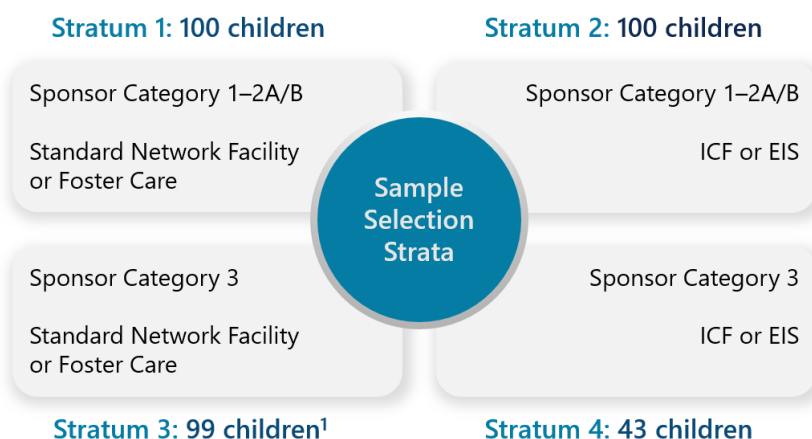 Stratum 1: 100 children
Stratum 2: 100 children
Sponsor Category 1–2A/B
Standard Network Facility
or Foster Care
Sponsor Category 1–2A/B
ICF or EIS
Sample
Selection
Strata
Sponsor Category 3
Standard Network Facility
or Foster Care
Sponsor Category 3
ICF or EIS
Stratum 3: 99 children¹
Stratum 4: 43 children